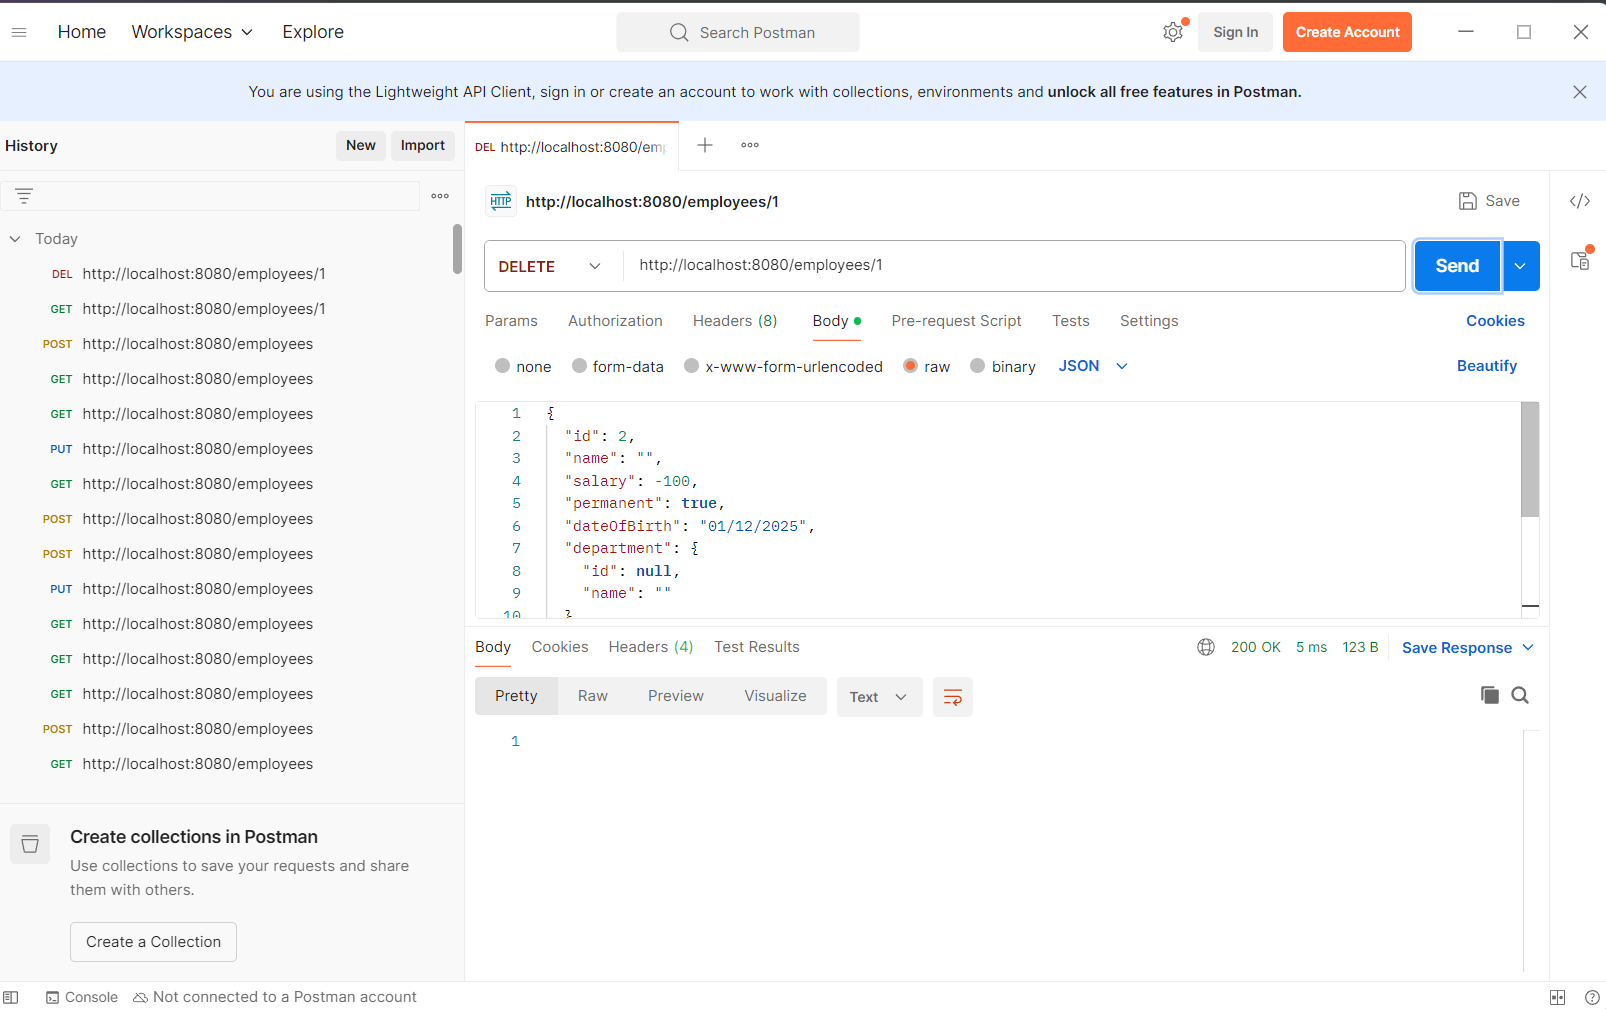 Home Workspaces Explore Search Postman Sign In Create Account
You are using the Lightweight API Client, sign in or create an account to work with collections, environments and unlock all free features in Postman.
History New Import
Today
DEL http://localhost:8080/employees/1
GET http://localhost:8080/employees/1
POST http://localhost:8080/employees
GET http://localhost:8080/employees
GET http://localhost:8080/employees
PUT http://localhost:8080/employees
GET http://localhost:8080/employees
POST http://localhost:8080/employees
POST http://localhost:8080/employees
PUT http://localhost:8080/employees
GET http://localhost:8080/employees
GET http://localhost:8080/employees
GET http://localhost:8080/employees
POST http://localhost:8080/employees
GET http://localhost:8080/employees
Create collections in Postman
Use collections to save your requests and share
them with others.
Create a Collection
DEL http://localhost:8080/emp
HTTP http://localhost:8080/employees/1 Save
DELETE http://localhost:8080/employees/1 Send
Params Authorization Headers (8) Body Pre-request Script Tests Settings Cookies
none form-data x-www-form-urlencoded raw binary JSON Beautify
1 {
2 "id": 2,
3 "name": "",
4 "salary": -100,
5 "permanent": true,
6 "dateOfBirth": "01/12/2025",
7 "department": {
8 "id": null,
9 "name": ""
10 }
Body Cookies Headers (4) Test Results 200 OK 5 ms 123 B Save Response
Pretty Raw Preview Visualize Text
1
Console Not connected to a Postman account